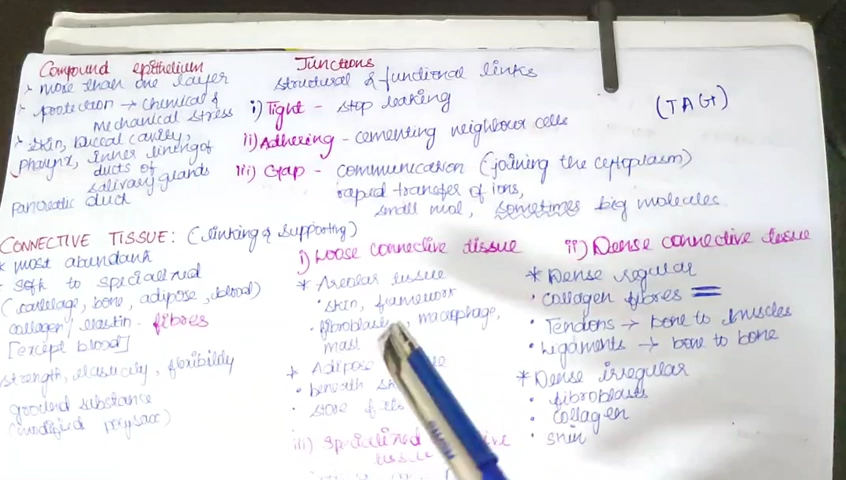 Compound epithelium
more than one layer
protection → chemical &
Mechanical stress
skin, buccal cavity,
Pharynx, inner lining of
ducts of
salivary glands
Pancreatic duct
Junctions
structural & functional links
i) Tight - stop leaking
(TAG)
ii) Adhering - cementing neighbour cells
iii) Gap - communication (joining the cytoplasm)
rapid transfer of ions,
small mol, sometimes big molecules
CONNECTIVE TISSUE: (linking & supporting)
* most abundant
* soft to specialized
(cartilage, bone, adipose, blood)
collagen/elastin - fibres
[except blood]
strength, elasticity, flexibility
ground substance
(modified polysacc)
i) Loose connective tissue
* Areolar tissue
• skin, framework
• fibroblasts, macrophage,
mast
* Adipose
• beneath
• store
iii) Specialized
ii) Dense connective tissue
* Dense regular
• Collagen fibres
• Tendons → bone to muscles
• Ligaments → bone to bone
* Dense irregular
• fibroblasts
• collagen
• skin